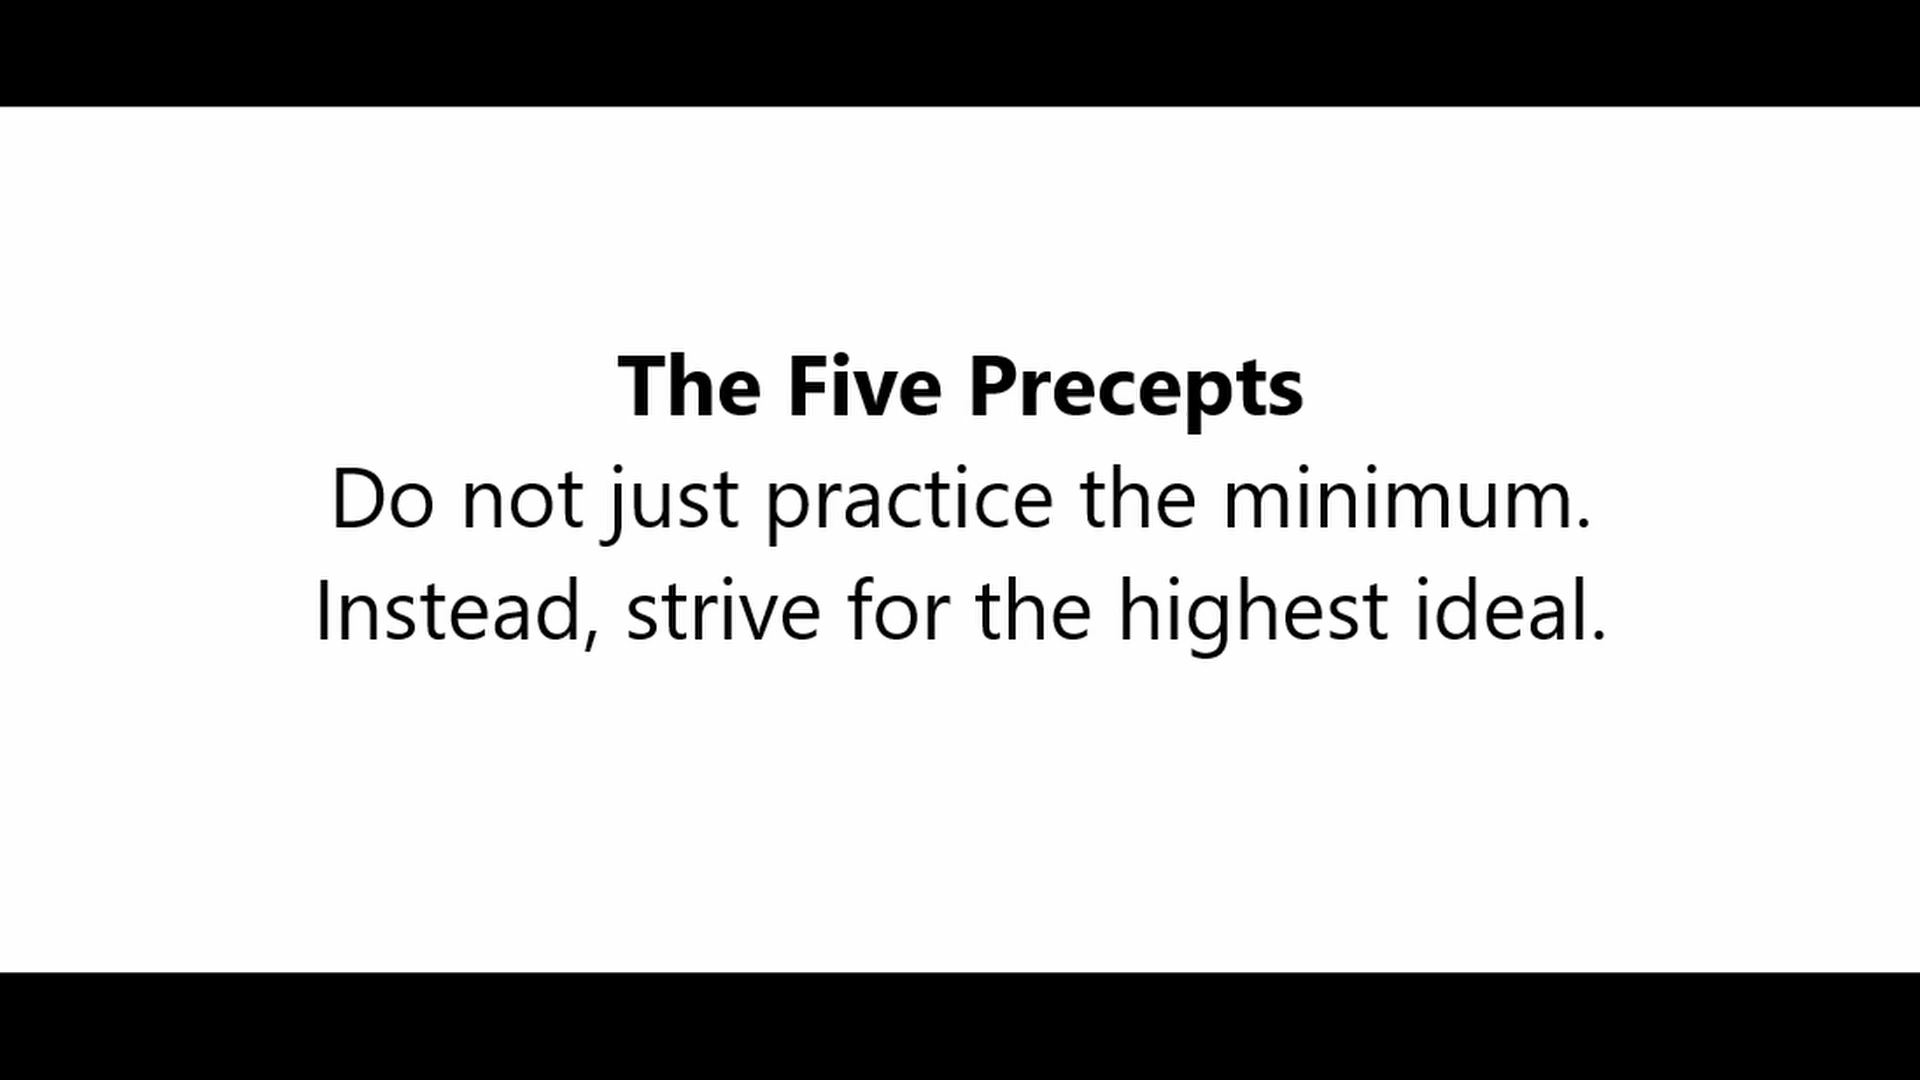 The Five Precepts
Do not just practice the minimum.
Instead, strive for the highest ideal.